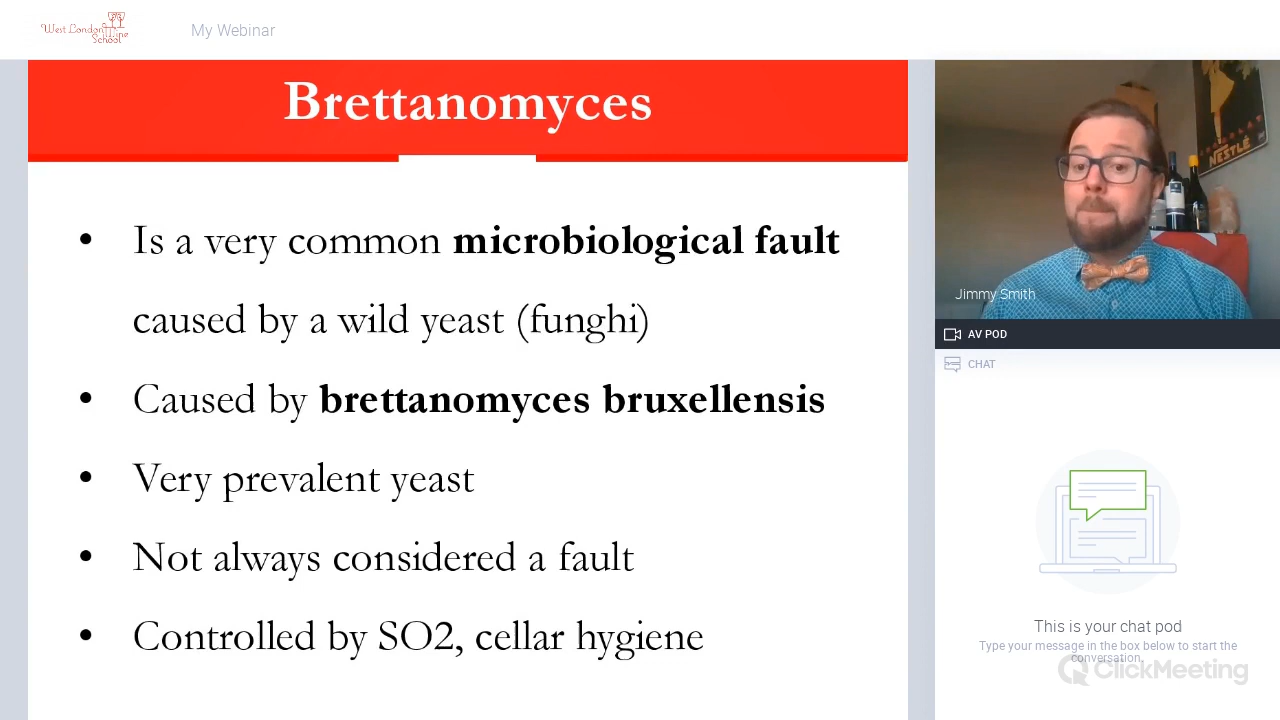 West London Wine
School
My Webinar
Brettanomyces
• Is a very common microbiological fault
caused by a wild yeast (funghi)
• Caused by brettanomyces bruxellensis
• Very prevalent yeast
• Not always considered a fault
• Controlled by SO2, cellar hygiene
NESTLÉ
Jimmy Smith
AV POD
CHAT
This is your chat pod
Type your message in the box below to start the
conversation.
ClickMeeting